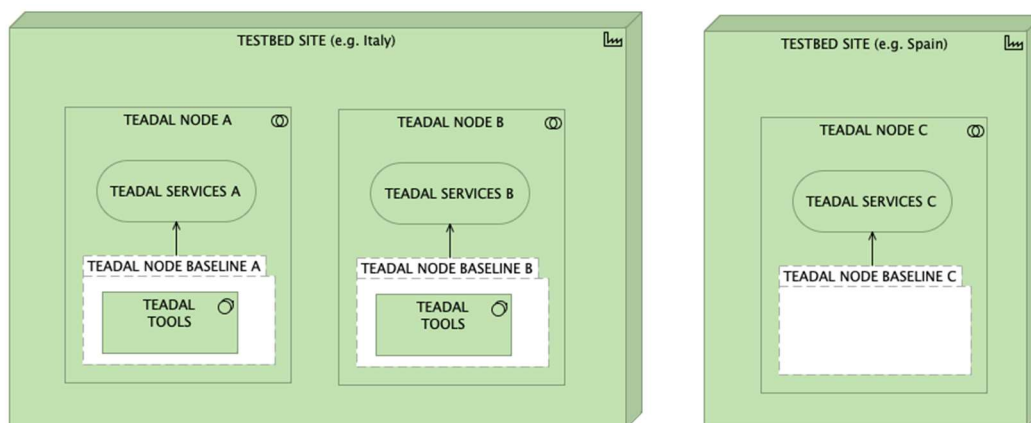 TESTBED SITE (e.g. Italy)
TEADAL NODE A
TEADAL SERVICES A
TEADAL NODE BASELINE A
TEADAL
TOOLS
TEADAL NODE B
TEADAL SERVICES B
TEADAL NODE BASELINE B
TEADAL
TOOLS
TESTBED SITE (e.g. Spain)
TEADAL NODE C
TEADAL SERVICES C
TEADAL NODE BASELINE C